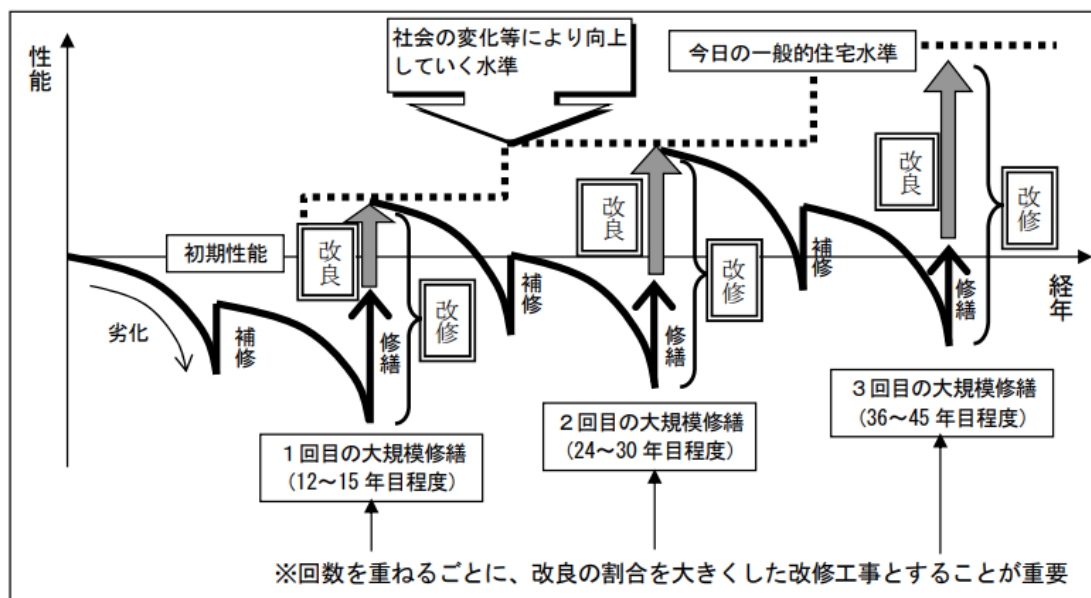 性能
社会の変化等により向上
していく水準
今日の一般的住宅水準
初期性能
劣化
補修
改良
修繕
改修
補修
改良
修繕
改修
補修
改良
修繕
改修
経年
1回目の大規模修繕
(12~15 年目程度)
2回目の大規模修繕
(24~30 年目程度)
3回目の大規模修繕
(36~45 年目程度)
※回数を重ねるごとに、改良の割合を大きくした改修工事とすることが重要